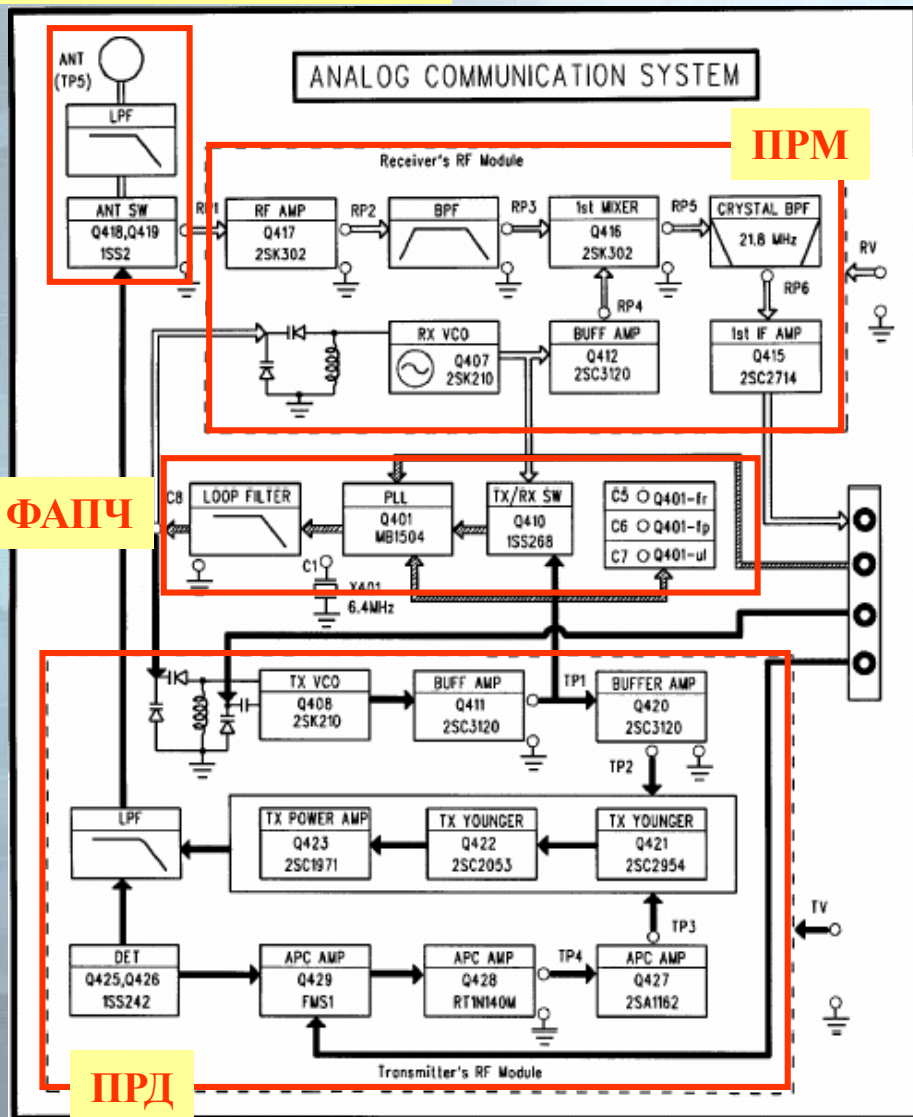 ANALOG COMMUNICATION SYSTEM
ANT
(TP5)
LPF
ANT SW
Q418,Q419
1SS2
ПРМ
Receiver's RF Module
RP1
RF AMP
Q417
2SK302
RP2
BPF
RP3
1st MIXER
Q416
2SK302
RP5
CRYSTAL BPF
21.8 MHz
RV
RP6
RP4
RX VCO
Q407
2SK210
BUFF AMP
Q412
2SC3120
1st IF AMP
Q415
2SC2714
ФАПЧ
C8
LOOP FILTER
PLL
Q401
MB1504
TX/RX SW
Q410
1SS268
C5 Q401-fr
C6 Q401-fp
C7 Q401-ul
C1
X401
6.4MHz
TX VCO
Q408
2SK210
BUFF AMP
Q411
2SC3120
TP1
BUFFER AMP
Q420
2SC3120
TP2
LPF
TX POWER AMP
Q423
2SC1971
TX YOUNGER
Q422
2SC2053
TX YOUNGER
Q421
2SC2954
TP3
TV
DET
Q425,Q426
1SS242
APC AMP
Q429
FMS1
APC AMP
Q428
RT1N140M
TP4
APC AMP
Q427
2SA1162
ПРД
Transmitter's RF Module